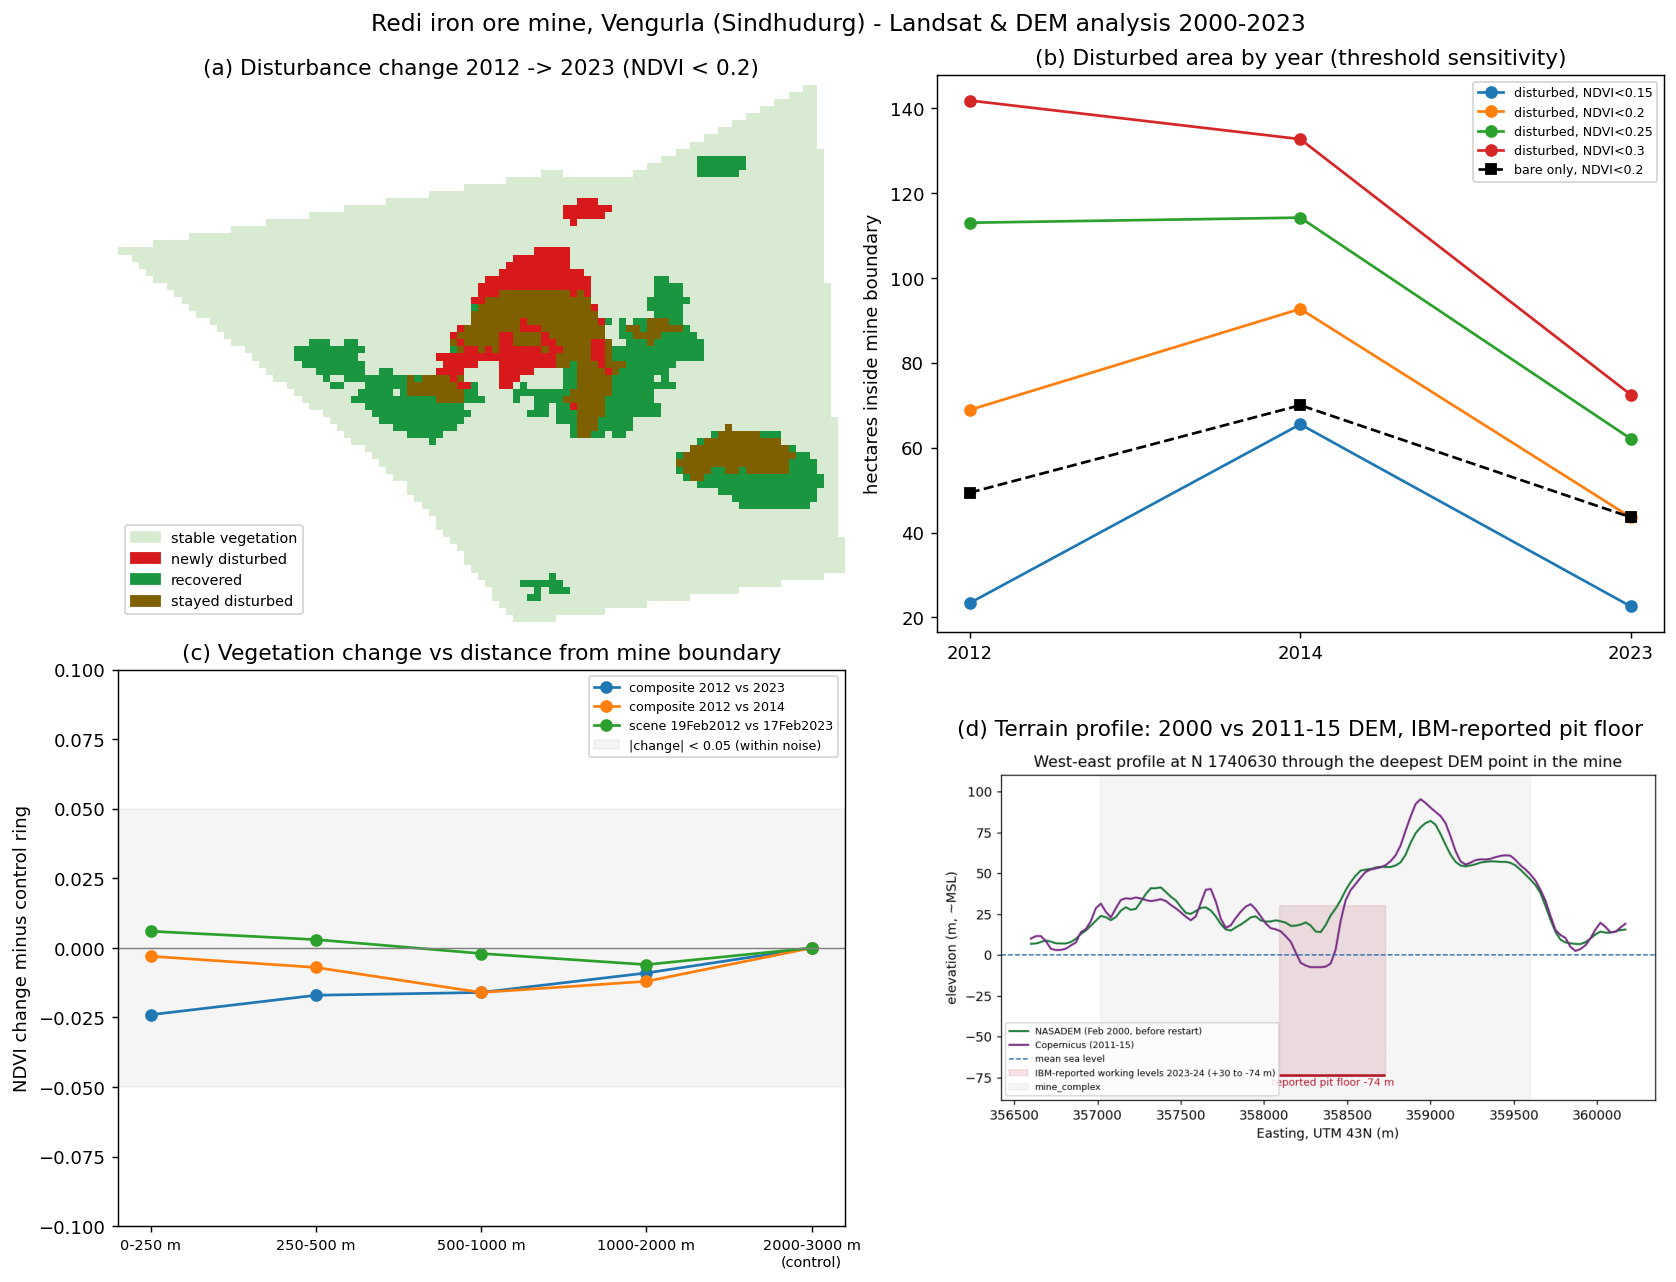 Redi iron ore mine, Vengurla (Sindhudurg) - Landsat & DEM analysis 2000-2023
(a) Disturbance change 2012 -> 2023 (NDVI < 0.2)
stable vegetation
newly disturbed
recovered
stayed disturbed
(b) Disturbed area by year (threshold sensitivity)
hectares inside mine boundary
140
120
100
80
60
40
20
2012
2014
2023
disturbed, NDVI<0.15
disturbed, NDVI<0.2
disturbed, NDVI<0.25
disturbed, NDVI<0.3
bare only, NDVI<0.2
(c) Vegetation change vs distance from mine boundary
NDVI change minus control ring
0.100
0.075
0.050
0.025
0.000
−0.025
−0.050
−0.075
−0.100
composite 2012 vs 2023
composite 2012 vs 2014
scene 19Feb2012 vs 17Feb2023
|change| < 0.05 (within noise)
0-250 m
250-500 m
500-1000 m
1000-2000 m
2000-3000 m
(control)
(d) Terrain profile: 2000 vs 2011-15 DEM, IBM-reported pit floor
West-east profile at N 1740630 through the deepest DEM point in the mine
elevation (m, ~MSL)
100
75
50
25
0
−25
−50
−75
NASADEM (Feb 2000, before restart)
Copernicus (2011-15)
mean sea level
IBM-reported working levels 2023-24 (+30 to -74 m)
mine_complex
reported pit floor -74 m
356500
357000
357500
358000
358500
359000
359500
360000
Easting, UTM 43N (m)